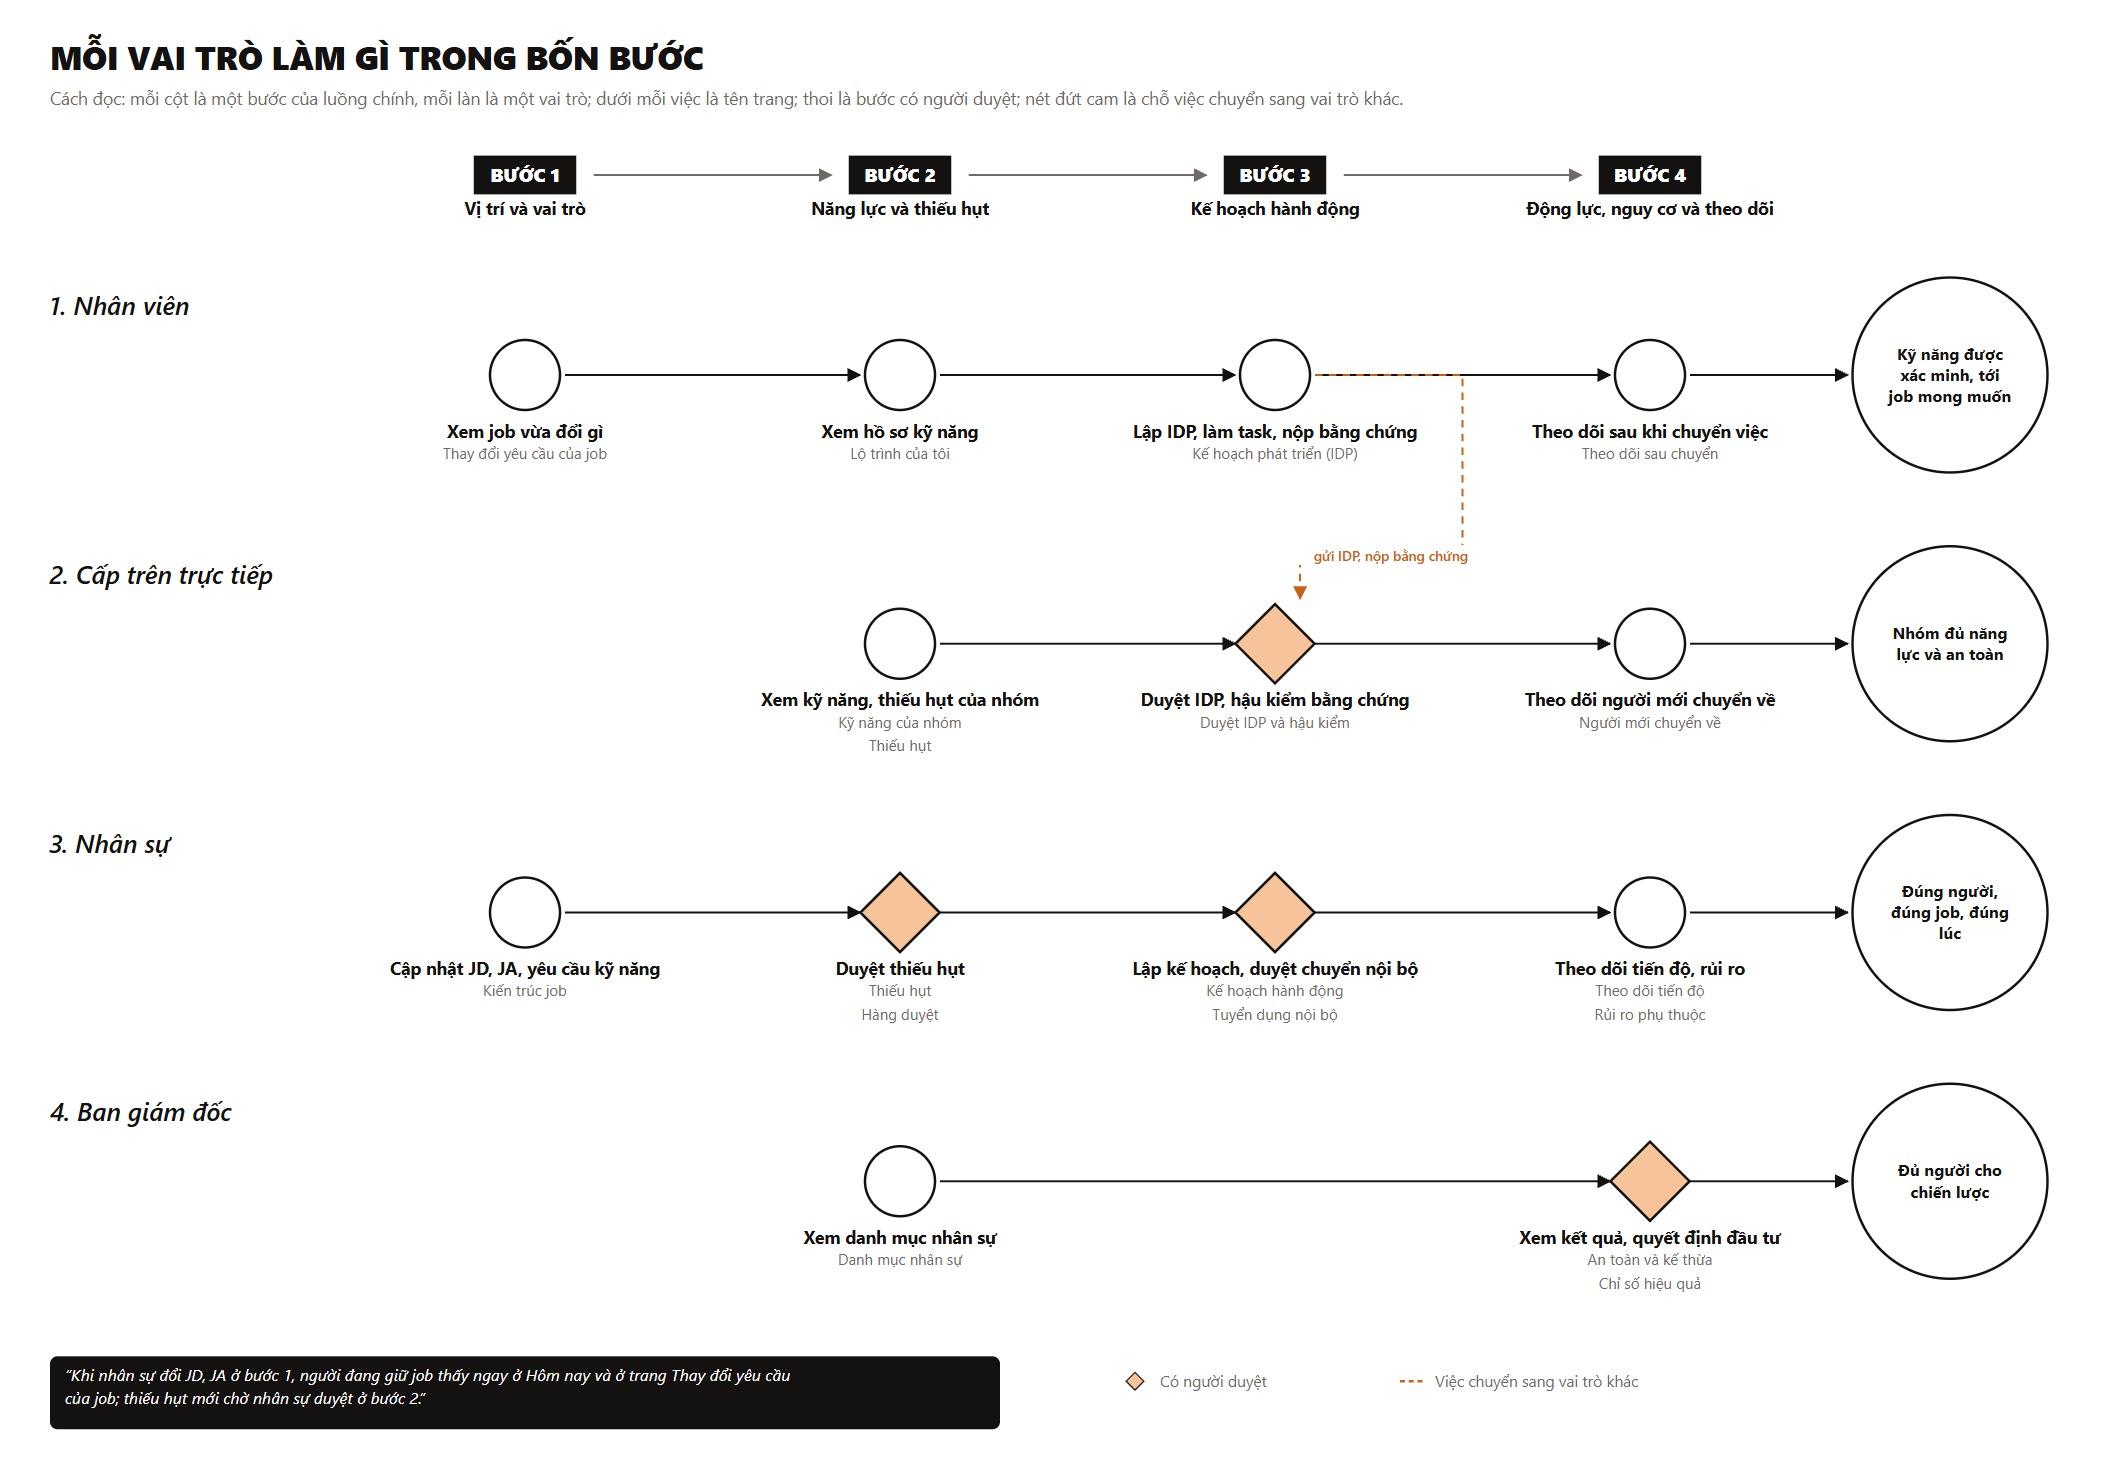 MỖI VAI TRÒ LÀM GÌ TRONG BỐN BƯỚC
Cách đọc: mỗi cột là một bước của luồng chính, mỗi làn là một vai trò; dưới mỗi việc là tên trang; thoi là bước có người duyệt; nét đứt cam là chỗ việc chuyển sang vai trò khác.
BƯỚC 1
Vị trí và vai trò
BƯỚC 2
Năng lực và thiếu hụt
BƯỚC 3
Kế hoạch hành động
BƯỚC 4
Động lực, nguy cơ và theo dõi
1. Nhân viên
Xem job vừa đổi gì
Thay đổi yêu cầu của job
Xem hồ sơ kỹ năng
Lộ trình của tôi
Lập IDP, làm task, nộp bằng chứng
Kế hoạch phát triển (IDP)
Theo dõi sau khi chuyển việc
Theo dõi sau chuyển
Kỹ năng được
xác minh, tới
job mong muốn
gửi IDP, nộp bằng chứng
2. Cấp trên trực tiếp
Xem kỹ năng, thiếu hụt của nhóm
Kỹ năng của nhóm
Thiếu hụt
Duyệt IDP, hậu kiểm bằng chứng
Duyệt IDP và hậu kiểm
Theo dõi người mới chuyển về
Người mới chuyển về
Nhóm đủ năng
lực và an toàn
3. Nhân sự
Cập nhật JD, JA, yêu cầu kỹ năng
Kiến trúc job
Duyệt thiếu hụt
Thiếu hụt
Hàng duyệt
Lập kế hoạch, duyệt chuyển nội bộ
Kế hoạch hành động
Tuyển dụng nội bộ
Theo dõi tiến độ, rủi ro
Theo dõi tiến độ
Rủi ro phụ thuộc
Đúng người,
đúng job, đúng
lúc
4. Ban giám đốc
Xem danh mục nhân sự
Danh mục nhân sự
Xem kết quả, quyết định đầu tư
An toàn và kế thừa
Chỉ số hiệu quả
Đủ người cho
chiến lược
"Khi nhân sự đổi JD, JA ở bước 1, người đang giữ job thấy ngay ở Hôm nay và ở trang Thay đổi yêu cầu
của job; thiếu hụt mới chờ nhân sự duyệt ở bước 2."
Có người duyệt
Việc chuyển sang vai trò khác